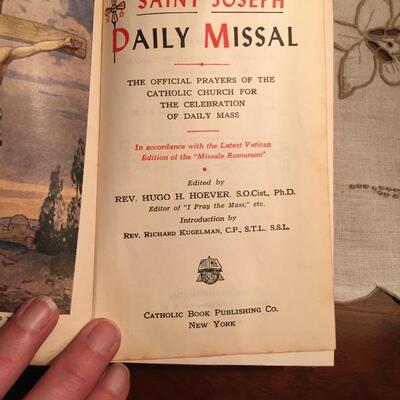 SAINT JOSEPH
DAILY MISSAL
THE OFFICIAL PRAYERS OF THE
CATHOLIC CHURCH FOR
THE CELEBRATION
OF DAILY MASS
In accordance with the Latest Vatican
Edition of the "Missale Romanum"
Edited by
REV. HUGO H. HOEVER, S.O.Cist., Ph.D.
Editor of "I Pray the Mass," etc.
Introduction by
REV. RICHARD KUGELMAN, C.P., S.T.L., S.S.L.
CATHOLIC BOOK PUBLISHING CO.
NEW YORK